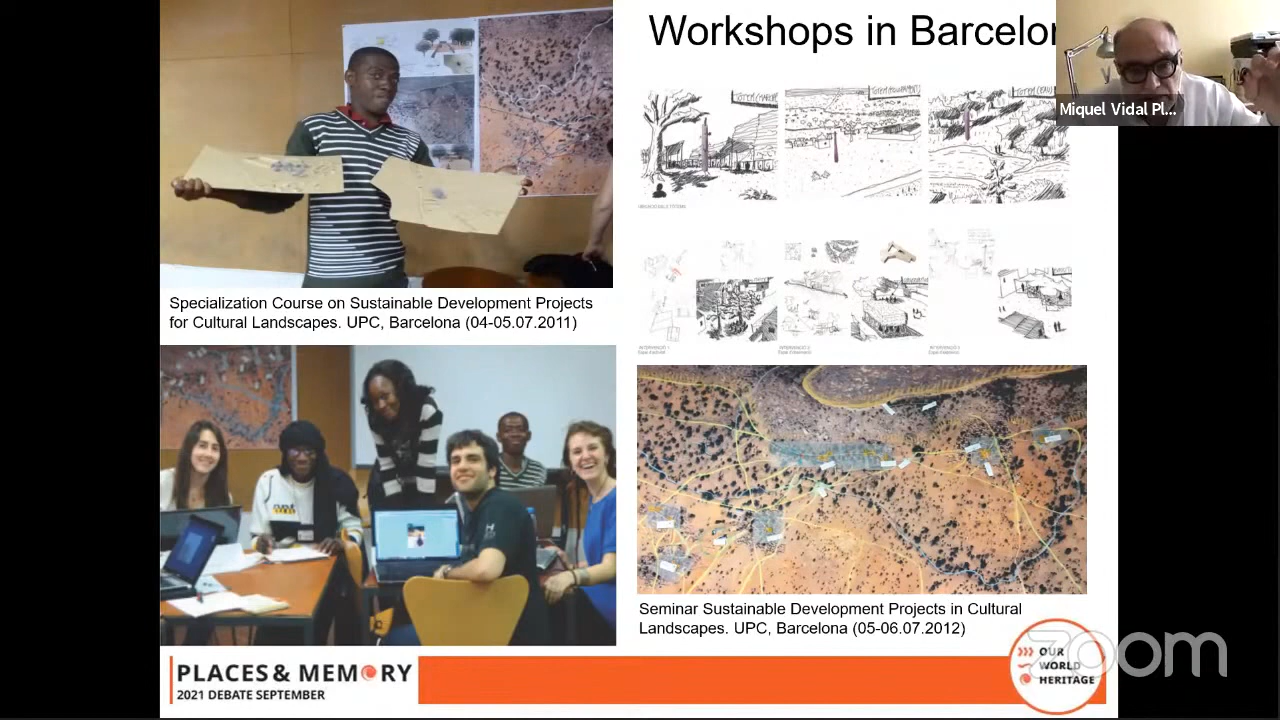 Workshops in Barcelon
Miquel Vidal Pl...
Specialization Course on Sustainable Development Projects
for Cultural Landscapes. UPC, Barcelona (04-05.07.2011)
Seminar Sustainable Development Projects in Cultural
Landscapes. UPC, Barcelona (05-06.07.2012)
PLACES & MEMORY
2021 DEBATE SEPTEMBER
OUR
WORLD
HERITAGE
zoom